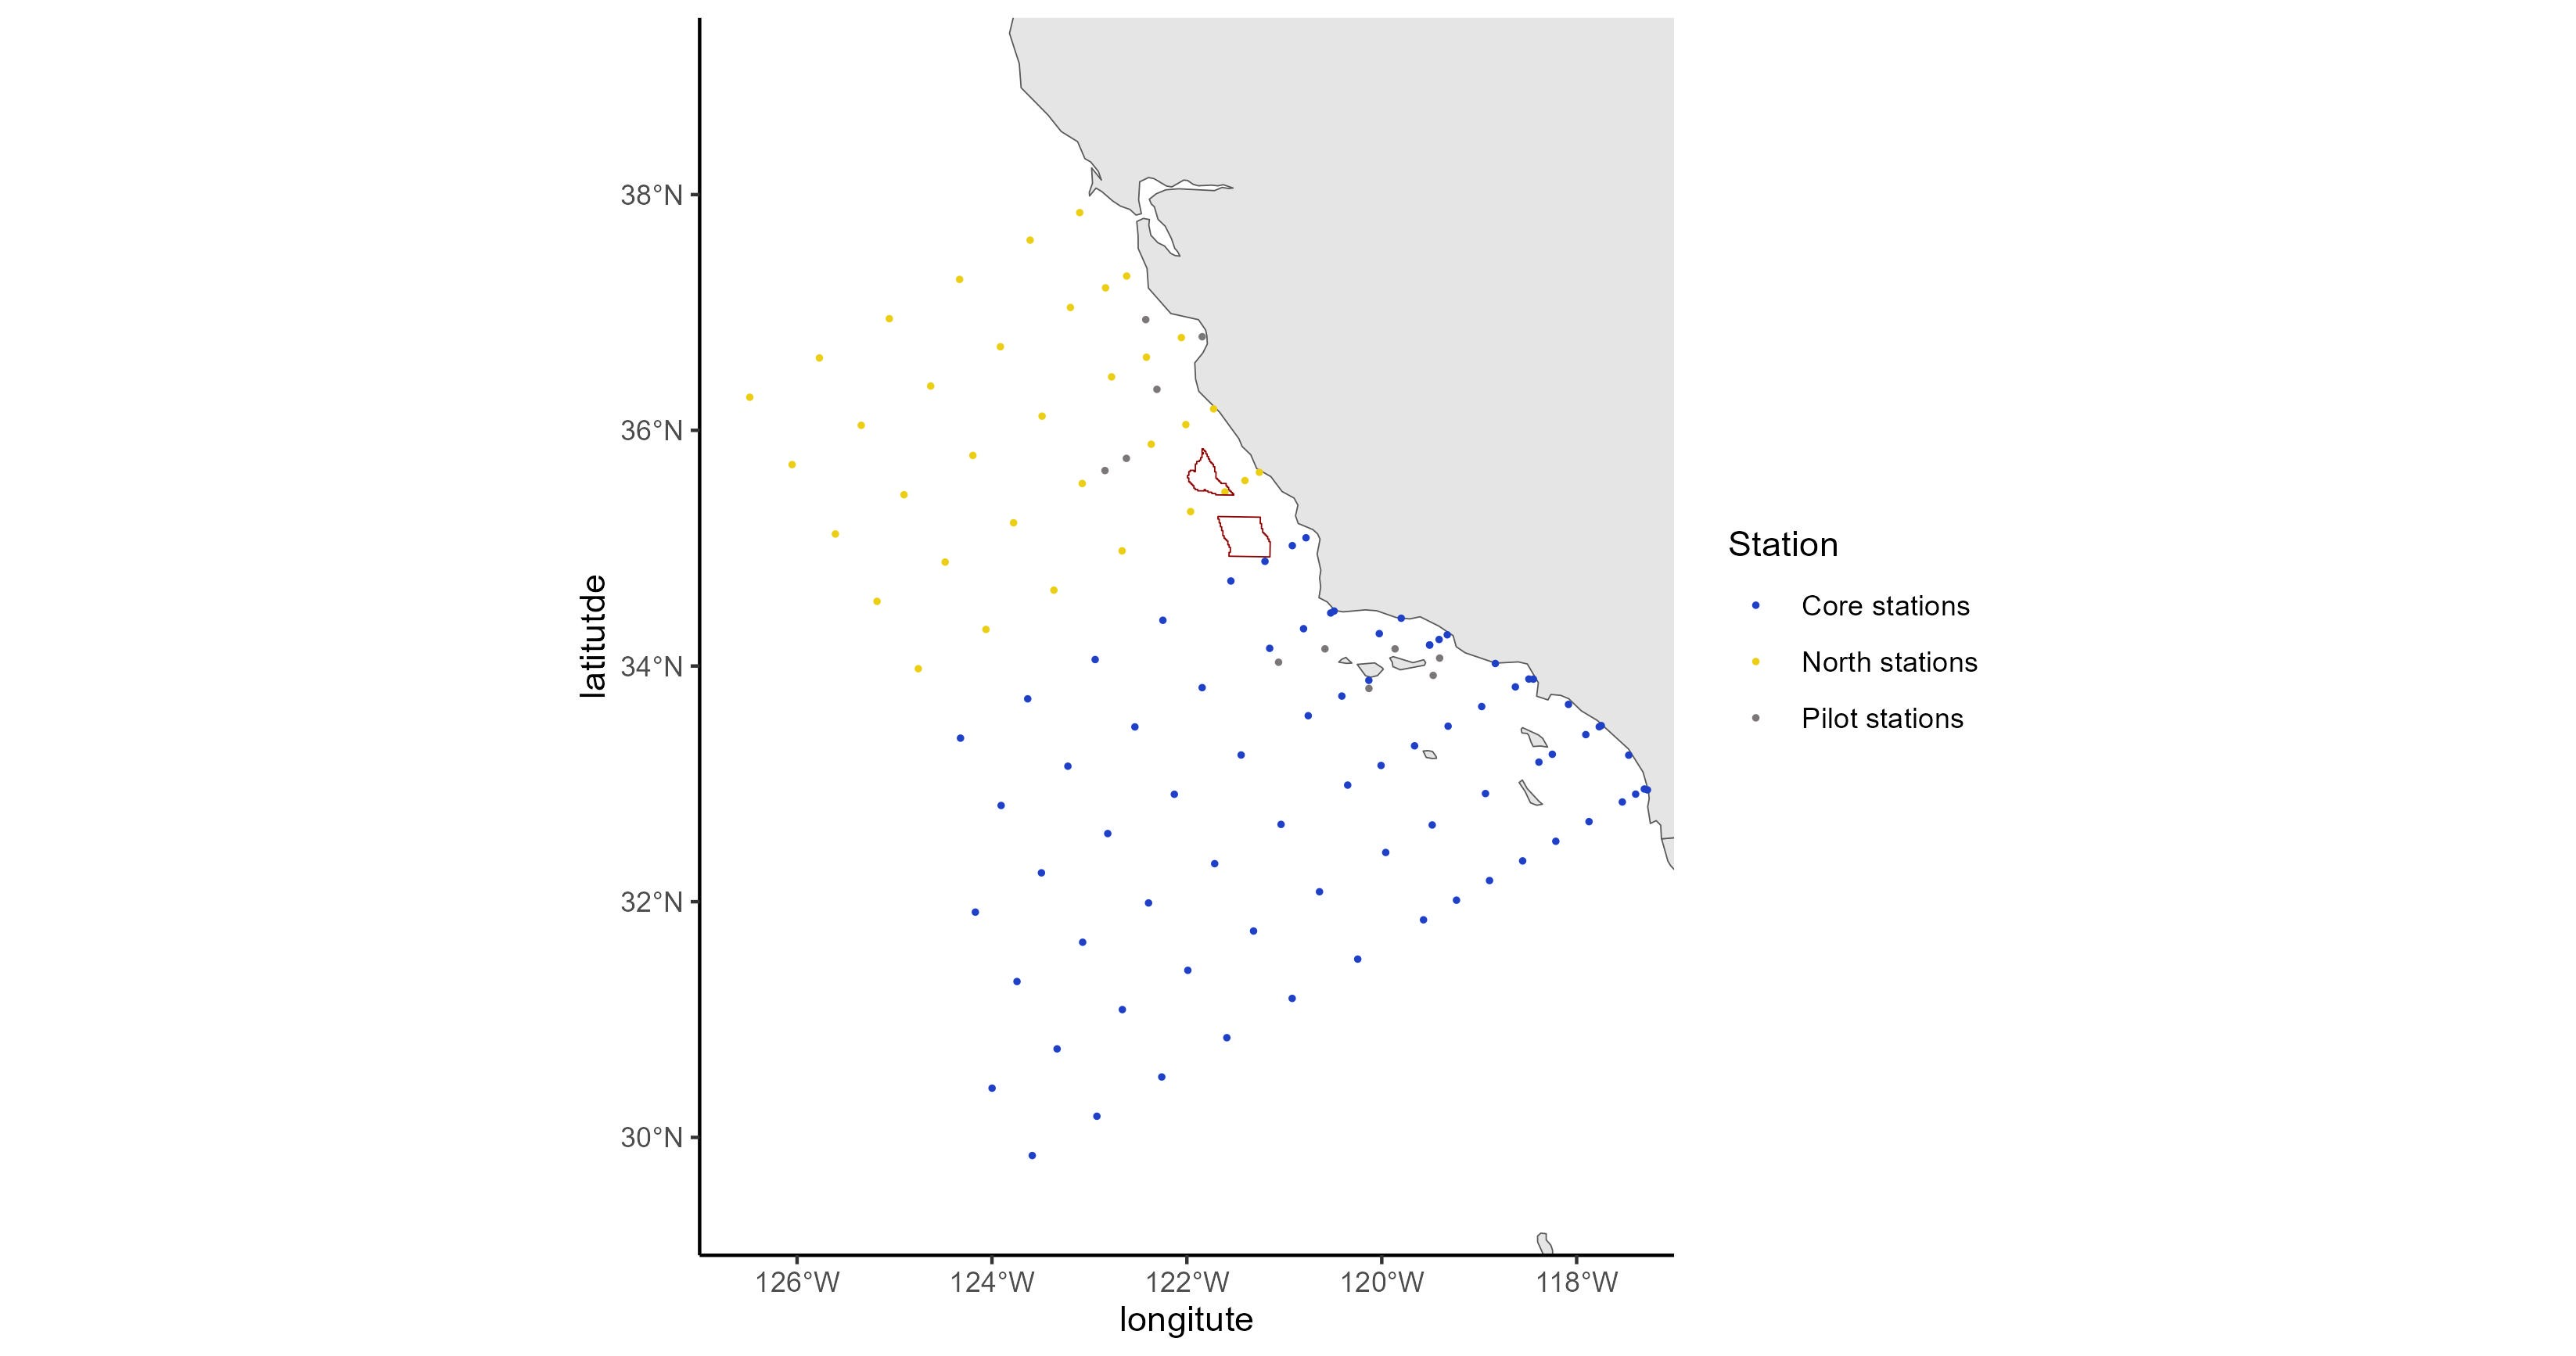 38°N
36°N
34°N
32°N
30°N
latitutde
126°W 124°W 122°W 120°W 118°W
longitute
Station
Core stations
North stations
Pilot stations